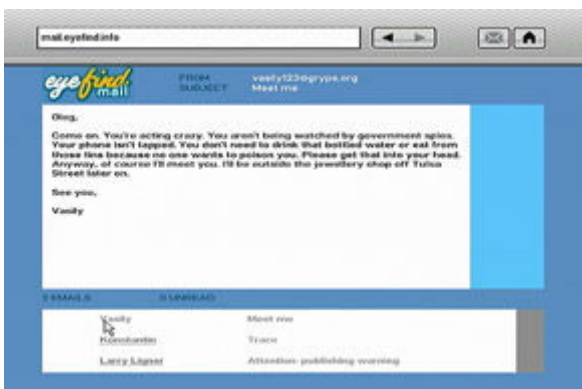 mail.eyefind.info
eyefind mail
FROM vasily123@grype.org
SUBJECT Meet me
Oleg,
Come on. You're acting crazy. You aren't being watched by government spies.
Your phone isn't tapped. You don't need to drink that bottled water or eat from
those tins because no one wants to poison you. Please get that into your head.
Anyway, of course I'll meet you. I'll be outside the jewellery shop off Tulsa
Street later on.
See you,
Vasily
EMAILS UNREAD
Vasily Meet me
Konstantin Trace
Larry Ligner Attention: publishing warning